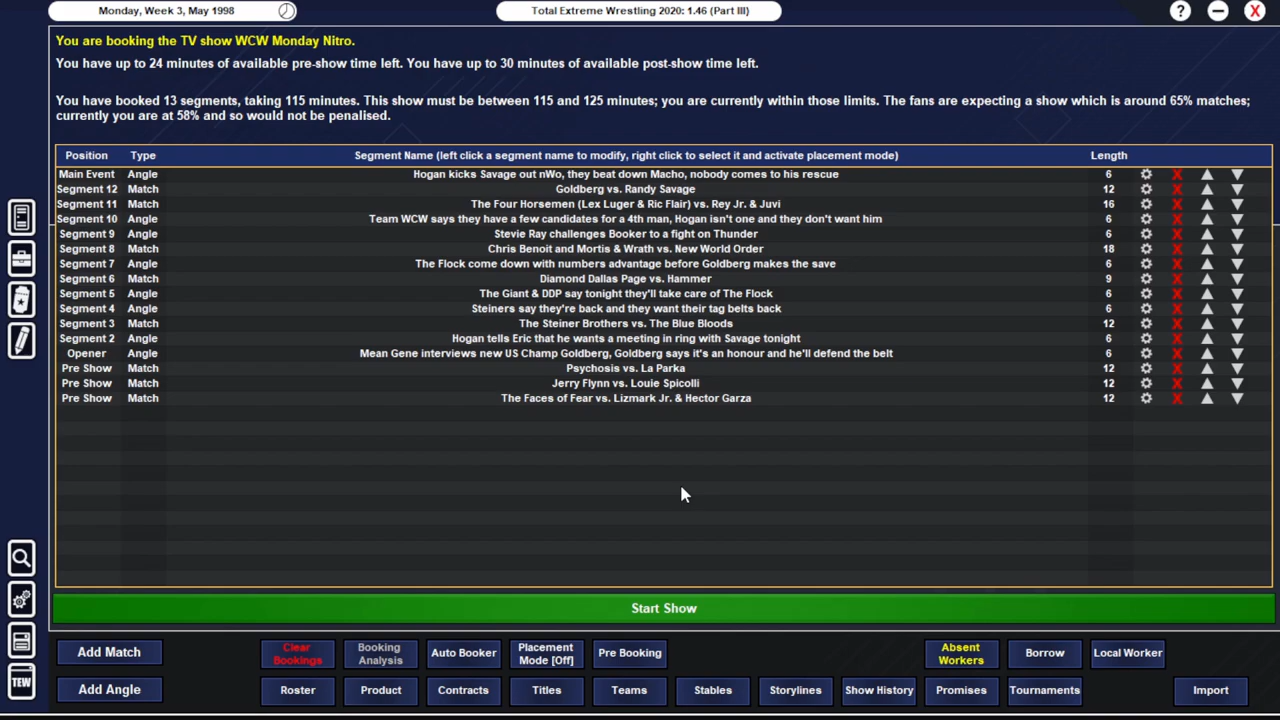 Monday, Week 3, May 1998
Total Extreme Wrestling 2020: 1.46 (Part III)
?
X
You are booking the TV show WCW Monday Nitro.
You have up to 24 minutes of available pre-show time left. You have up to 30 minutes of available post-show time left.
You have booked 13 segments, taking 115 minutes. This show must be between 115 and 125 minutes; you are currently within those limits. The fans are expecting a show which is around 65% matches;
currently you are at 58% and so would not be penalised.
Position Type Segment Name (left click a segment name to modify, right click to select it and activate placement mode) Length
Main Event Angle Hogan kicks Savage out nWo, they beat down Macho, nobody comes to his rescue 6 X
Segment 12 Match Goldberg vs. Randy Savage 12 X
Segment 11 Match The Four Horsemen (Lex Luger & Ric Flair) vs. Rey Jr. & Juvi 16 X
Segment 10 Angle Team WCW says they have a few candidates for a 4th man, Hogan isn't one and they don't want him 6 X
Segment 9 Angle Stevie Ray challenges Booker to a fight on Thunder 6 X
Segment 8 Match Chris Benoit and Mortis & Wrath vs. New World Order 18 X
Segment 7 Angle The Flock come down with numbers advantage before Goldberg makes the save 6 X
Segment 6 Match Diamond Dallas Page vs. Hammer 9 X
Segment 5 Angle The Giant & DDP say tonight they'll take care of The Flock 6 X
Segment 4 Angle Steiners say they're back and they want their tag belts back 6 X
Segment 3 Match The Steiner Brothers vs. The Blue Bloods 12 X
Segment 2 Angle Hogan tells Eric that he wants a meeting in ring with Savage tonight 6 X
Opener Angle Mean Gene interviews new US Champ Goldberg, Goldberg says it's an honour and he'll defend the belt 6 X
Pre Show Match Psychosis vs. La Parka 12 X
Pre Show Match Jerry Flynn vs. Louie Spicolli 12 X
Pre Show Match The Faces of Fear vs. Lizmark Jr. & Hector Garza 12 X
Start Show
Add Match
Clear Bookings
Booking Analysis
Auto Booker
Placement Mode [Off]
Pre Booking
Absent Workers
Borrow
Local Worker
TEW
Add Angle
Roster
Product
Contracts
Titles
Teams
Stables
Storylines
Show History
Promises
Tournaments
Import